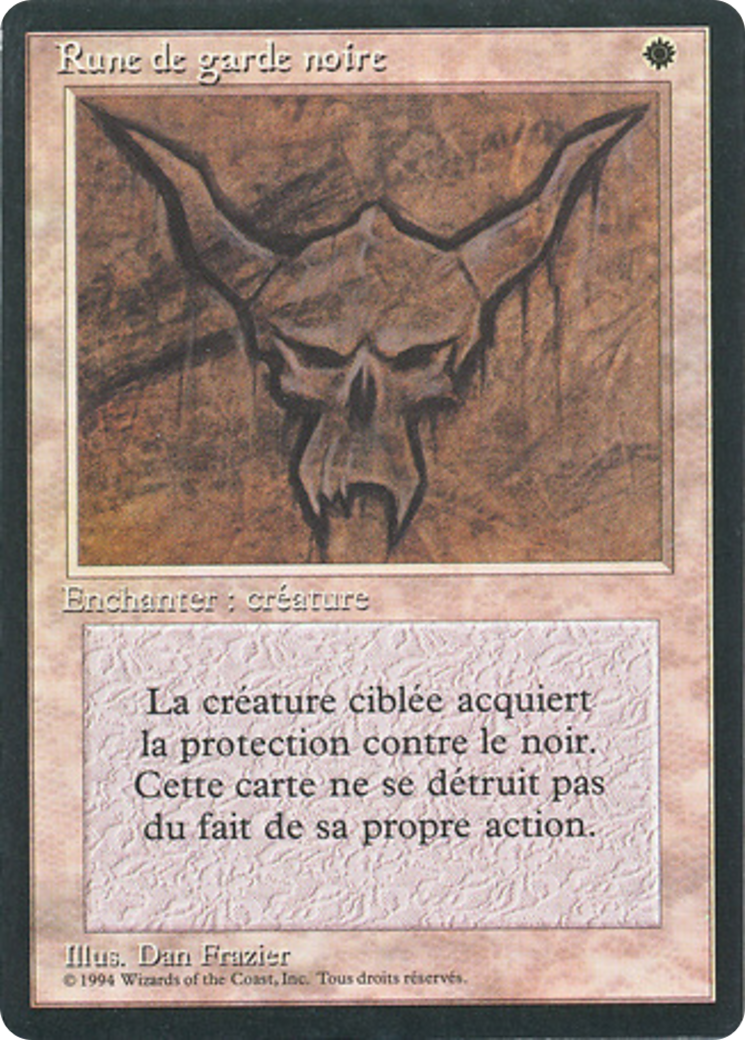 Rune de garde noire
Enchanter : créature
La créature ciblée acquiert
la protection contre le noir.
Cette carte ne se détruit pas
du fait de sa propre action.
Illus. Dan Frazier
© 1994 Wizards of the Coast, Inc. Tous droits réservés.